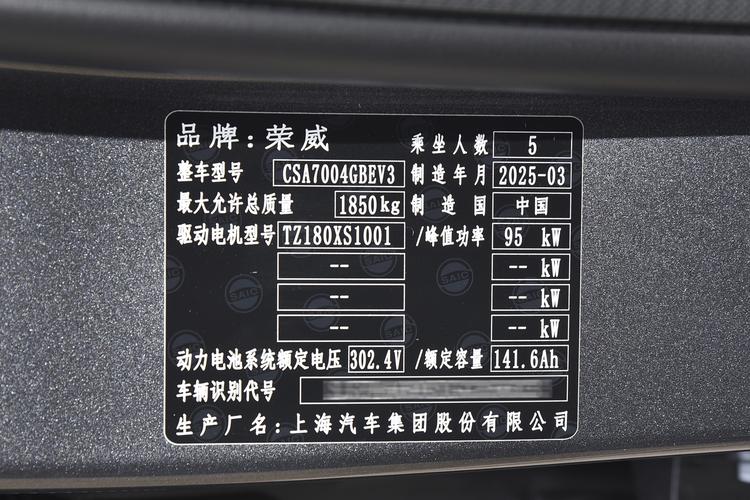 品牌：荣威 乘坐人数 5
整车型号 CSA7004GBEV3 制造年月 2025-03
最大允许总质量 1850kg 制造国 中国
驱动电机型号 TZ180XS1001 /峰值功率 95 kW
-- -- kW
-- -- kW
-- -- kW
动力电池系统额定电压 302.4V /额定容量 141.6Ah
车辆识别代号
生产厂名：上海汽车集团股份有限公司
SAIC